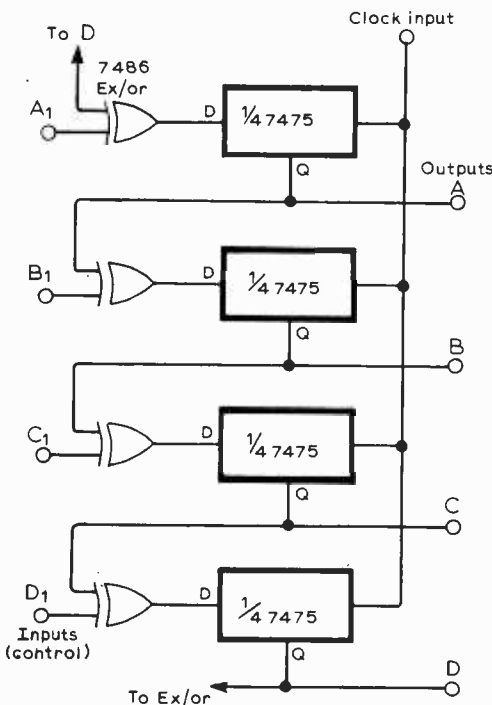 Clock input
To D
7486
Ex/or
A1
D
1/4 7475
Q
Outputs
A
B1
D
1/4 7475
Q
B
C1
D
1/4 7475
Q
C
D1
Inputs
(control)
D
1/4 7475
Q
D
To Ex/or